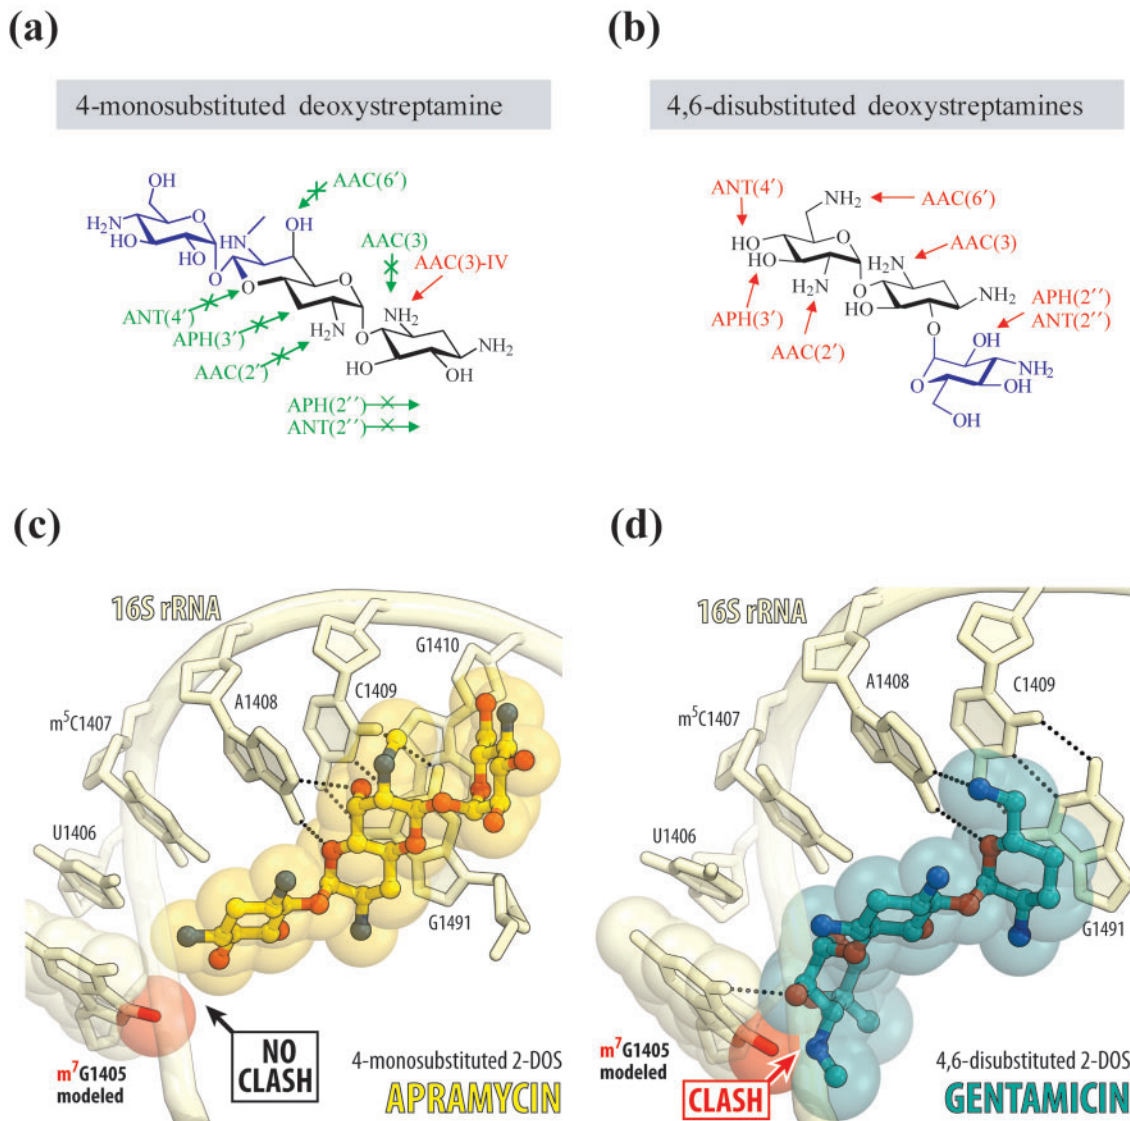 (a)
4-monosubstituted deoxystreptamine
OH
AAC(6′)
H₂N
O
OH
HO
HO
O
HN
AAC(3)
AAC(3)-IV
O
O
O
ANT(4′)
APH(3′)
H₂N
NH₂
O
AAC(2′)
NH₂
HO
OH
APH(2′′)
ANT(2′′)
(b)
4,6-disubstituted deoxystreptamines
ANT(4′)
NH₂
AAC(6′)
HO
O
HO
H₂N
AAC(3)
H₂N
O
NH₂
HO
APH(3′)
AAC(2′)
O
APH(2′′)
ANT(2′′)
OH
O
NH₂
OH
OH
(c)
16S rRNA
G1410
A1408
C1409
m⁵C1407
U1406
G1491
m⁷G1405
modeled
NO
CLASH
4-monosubstituted 2-DOS
APRAMYCIN
(d)
16S rRNA
A1408
C1409
m⁵C1407
U1406
G1491
m⁷G1405
modeled
CLASH
4,6-disubstituted 2-DOS
GENTAMICIN